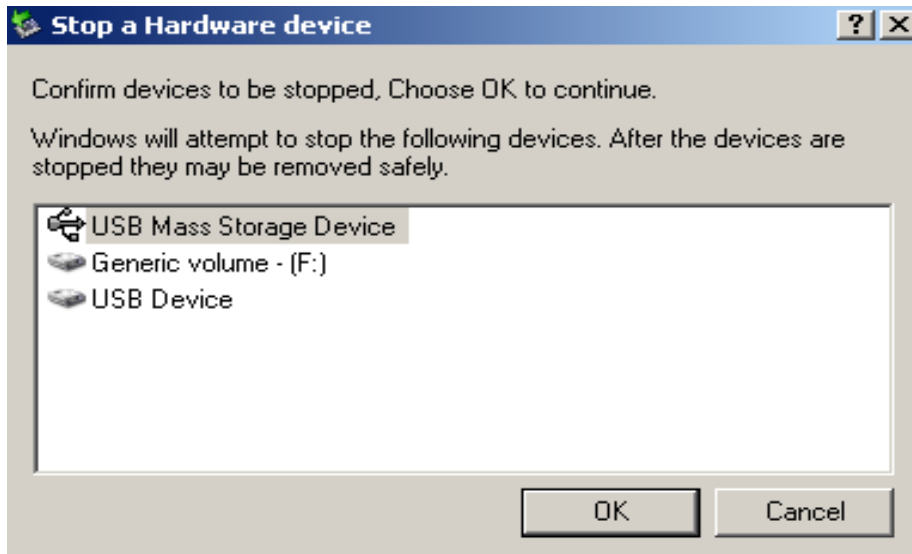 Stop a Hardware device
Confirm devices to be stopped, Choose OK to continue.
Windows will attempt to stop the following devices. After the devices are
stopped they may be removed safely.
USB Mass Storage Device
Generic volume - (F:)
USB Device
OK Cancel